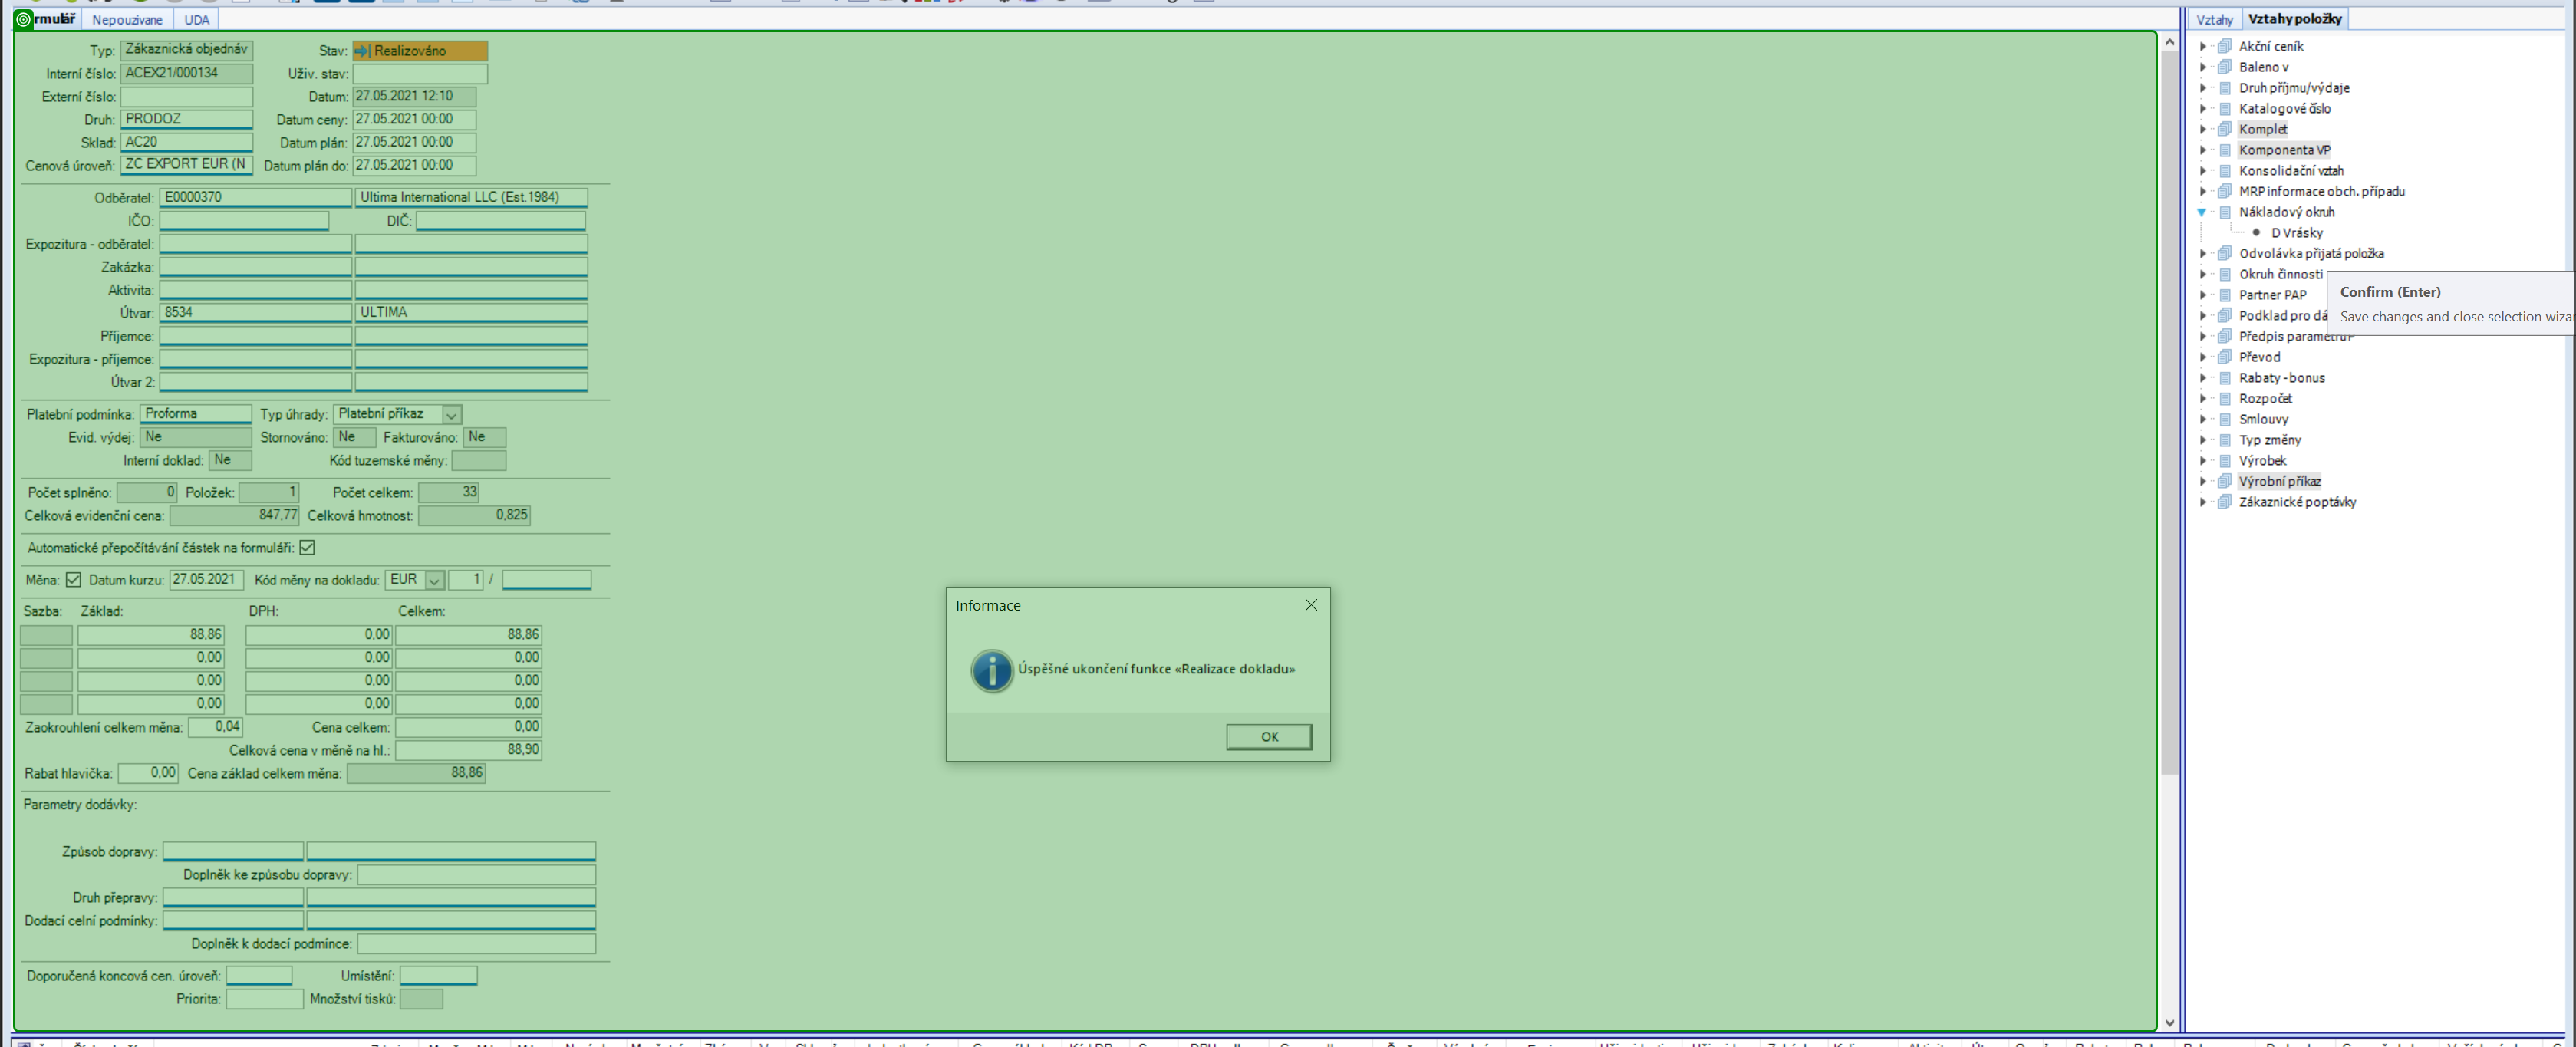 rmulář Nepouzivane UDA
Typ: Zákaznická objednáv Stav: Realizováno
Interní číslo: ACEX21/000134 Uživ. stav:
Externí číslo: Datum: 27.05.2021 12:10
Druh: PRODOZ Datum ceny: 27.05.2021 00:00
Sklad: AC20 Datum plán: 27.05.2021 00:00
Cenová úroveň: ZC EXPORT EUR (N Datum plán do: 27.05.2021 00:00
Odběratel: E0000370 Ultima International LLC (Est.1984)
IČO: DIČ:
Expozitura - odběratel:
Zakázka:
Aktivita:
Útvar: 8534 ULTIMA
Příjemce:
Expozitura - příjemce:
Útvar 2:
Platební podmínka: Proforma Typ úhrady: Platební příkaz
Evid. výdej: Ne Stornováno: Ne Fakturováno: Ne
Interní doklad: Ne Kód tuzemské měny:
Počet splněno: 0 Položek: 1 Počet celkem: 33
Celková evidenční cena: 847,77 Celková hmotnost: 0,825
Automatické přepočítávání částek na formuláři:
Měna: Datum kurzu: 27.05.2021 Kód měny na dokladu: EUR 1 /
Sazba: Základ: DPH: Celkem:
88,86 0,00 88,86
0,00 0,00 0,00
0,00 0,00 0,00
0,00 0,00 0,00
Zaokrouhlení celkem měna: 0,04 Cena celkem: 0,00
Celková cena v měně na hl.: 88,90
Rabat hlavička: 0,00 Cena základ celkem měna: 88,86
Parametry dodávky:
Způsob dopravy:
Doplněk ke způsobu dopravy:
Druh přepravy:
Dodací celní podmínky:
Doplněk k dodací podmínce:
Doporučená koncová cen. úroveň: Umístění:
Priorita: Množství tisků:
Informace
Úspěšné ukončení funkce «Realizace dokladu»
OK
Vztahy Vztahy položky
Akční ceník
Baleno v
Druh příjmu/výdaje
Katalogové číslo
Komplet
Komponenta VP
Konsolidační vztah
MRP informace obch. případu
Nákladový okruh
D Vrásky
Odvolávka přijatá položka
Okruh činnosti
Partner PAP
Podklad pro dá
Předpis parametru
Převod
Rabaty - bonus
Rozpočet
Smlouvy
Typ změny
Výrobek
Výrobní příkaz
Zákaznické poptávky
Confirm (Enter)
Save changes and close selection wiza